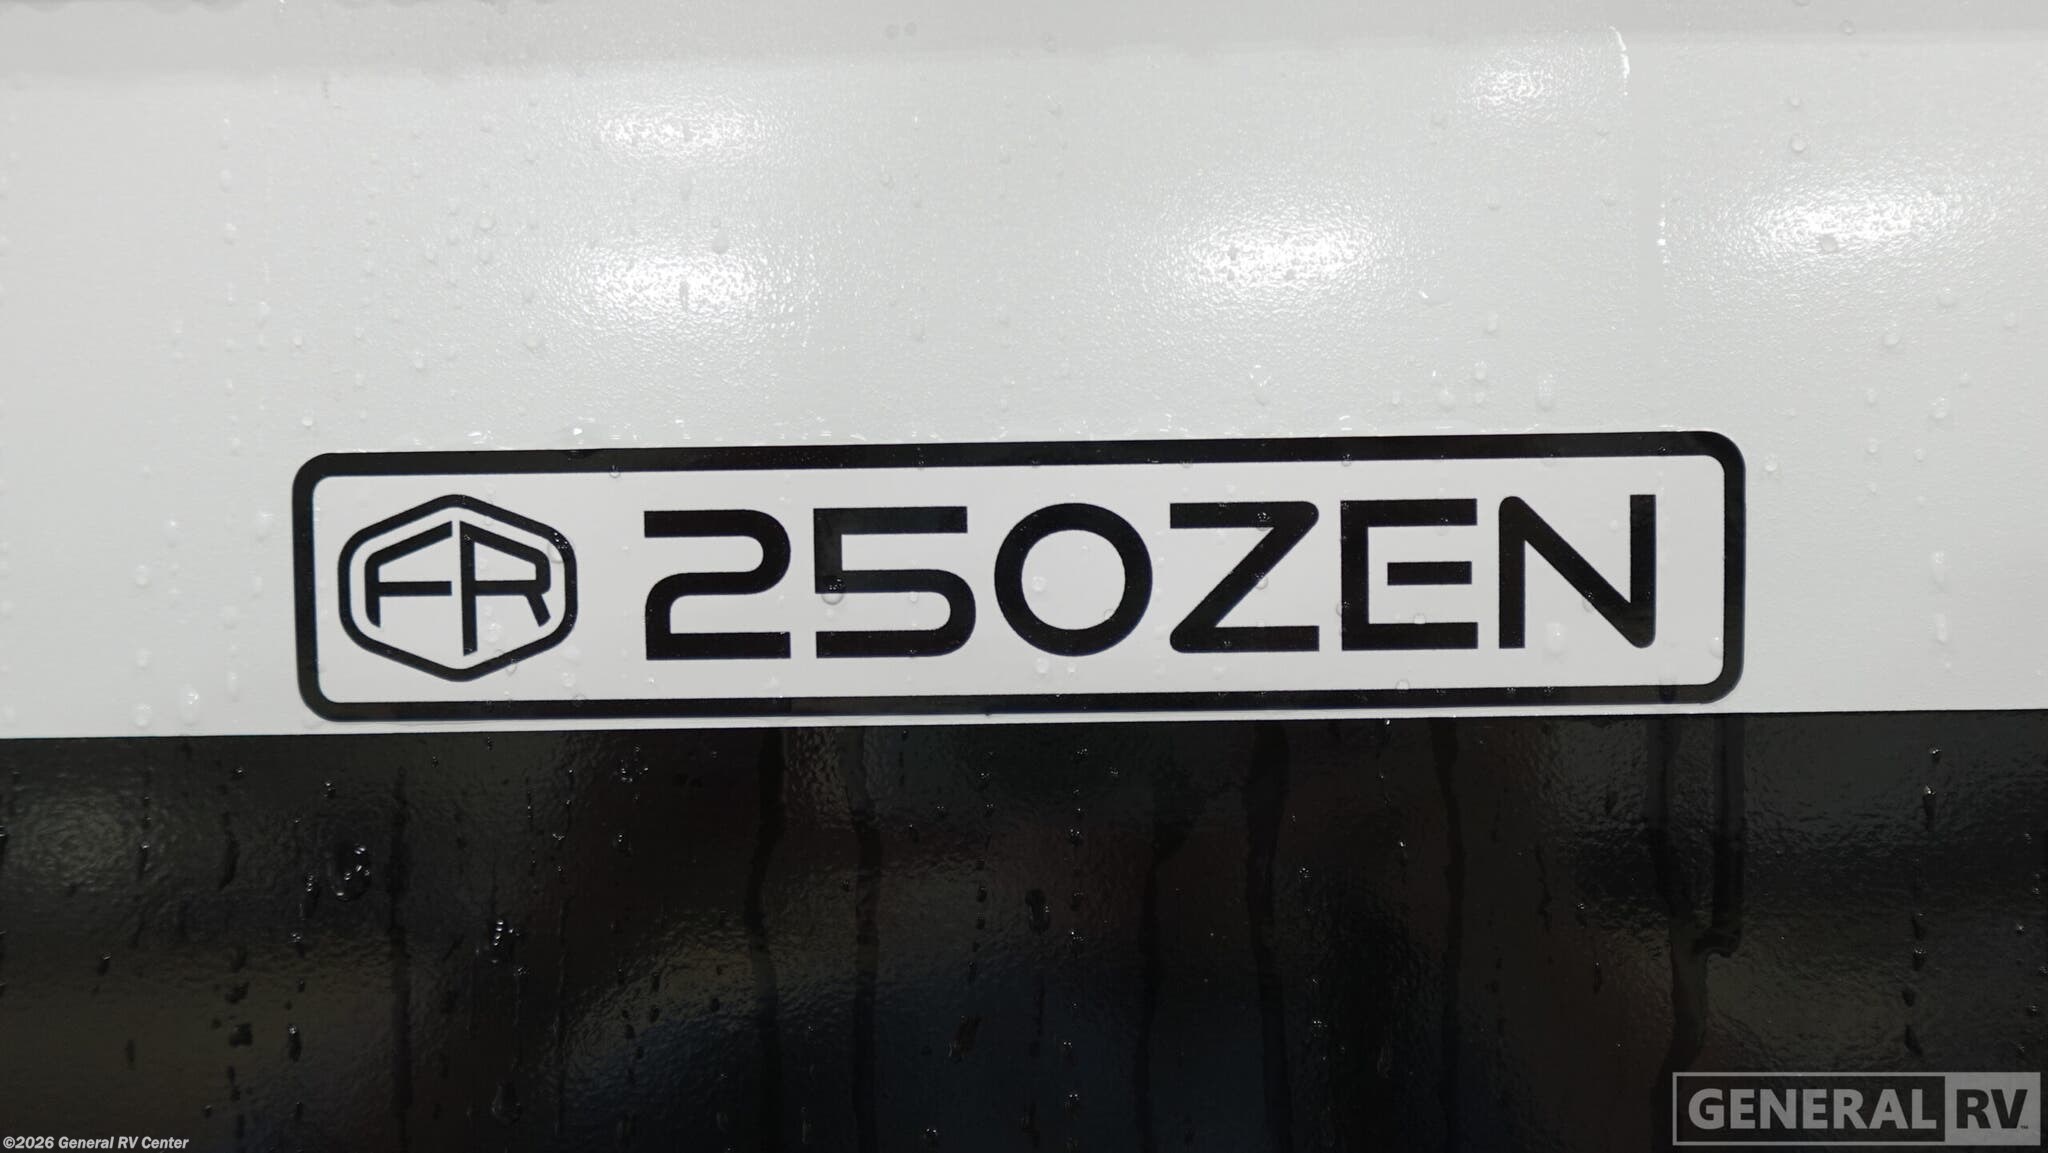 FR 250ZEN
GENERAL RV
©2026 General RV Center